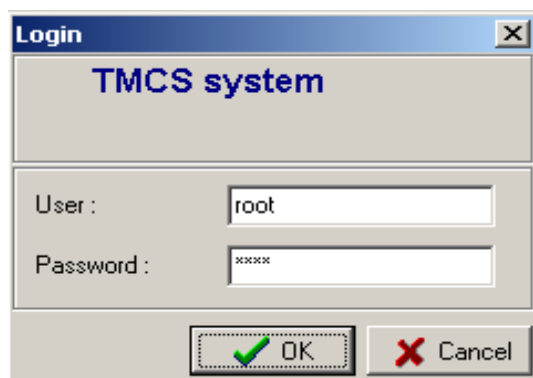 Login
TMCS system
User : root
Password : ****
OK Cancel